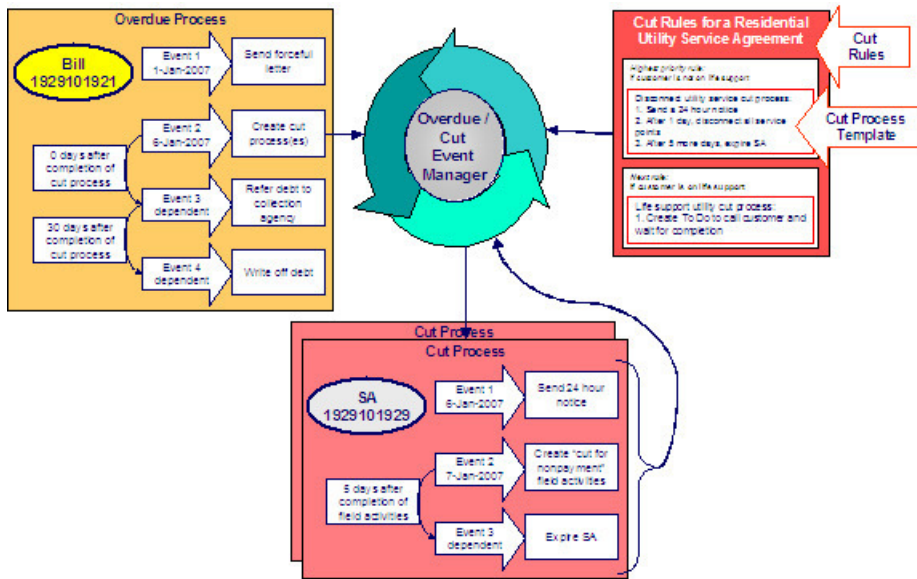 Overdue Process
Bill
1929101921
Event 1
1-Jan-2007
Send forceful
letter
Event 2
6-Jan-2007
Create cut
process(es)
0 days after
completion of
cut process
Event 3
dependent
Refer debt to
collection
agency
30 days after
completion of
cut process
Event 4
dependent
Write off debt
Overdue /
Cut
Event
Manager
Cut Rules for a Residential
Utility Service Agreement
Highest priority rule:
If customer is no on life support
Disconnect utility service cut process:
1. Send a 24 hour notice
2. After 1 day, disconnect all service
points
3. After 5 more days, expire SA
Next rule:
If customer is on life support
Life support utility cut process:
1. Create To Do to call customer and
wait for completion
Cut
Rules
Cut Process
Template
Cut Process
Cut Process
SA
1929101929
Event 1
6-Jan-2007
Send 24 hour
notice
Event 2
7-Jan-2007
Create "cut for
nonpayment"
field activities
5 days after
completion of
field activities
Event 3
dependent
Expire SA